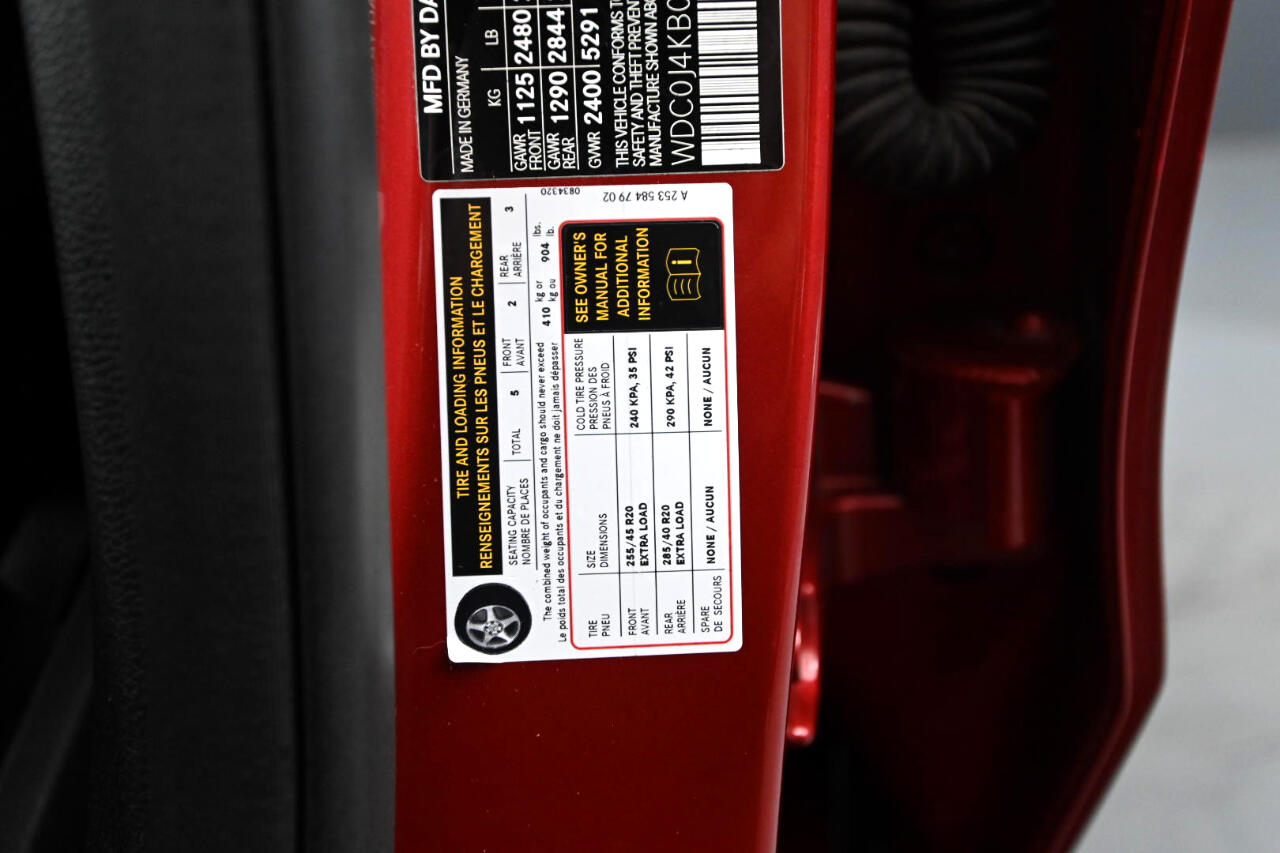 MFD BY DA
MADE IN GERMANY
KG LB
GAWR FRONT 1125 2480
GAWR REAR 1290 2844
GVWR 2400 5291
THIS VEHICLE CONFORMS T
SAFETY AND THEFT PREVENT
MANUFACTURE SHOWN ABO
WDC0J4KB
0834320
A 253 584 79 02
TIRE AND LOADING INFORMATION
RENSEIGNEMENTS SUR LES PNEUS ET LE CHARGEMENT
SEATING CAPACITY
NOMBRE DE PLACES
TOTAL 5
FRONT
AVANT
2
REAR
ARRIÈRE
3
The combined weight of occupants and cargo should never exceed
Le poids total des occupants et du chargement ne doit jamais dépasser
410 kg or
kg ou
904 lbs.
lb.
TIRE
PNEU
SIZE
DIMENSIONS
COLD TIRE PRESSURE
PRESSION DES
PNEUS À FROID
FRONT
AVANT
255/45 R20
EXTRA LOAD
240 KPA, 35 PSI
REAR
ARRIÈRE
285/40 R20
EXTRA LOAD
290 KPA, 42 PSI
SPARE
DE SECOURS
NONE / AUCUN
NONE / AUCUN
SEE OWNER'S
MANUAL FOR
ADDITIONAL
INFORMATION